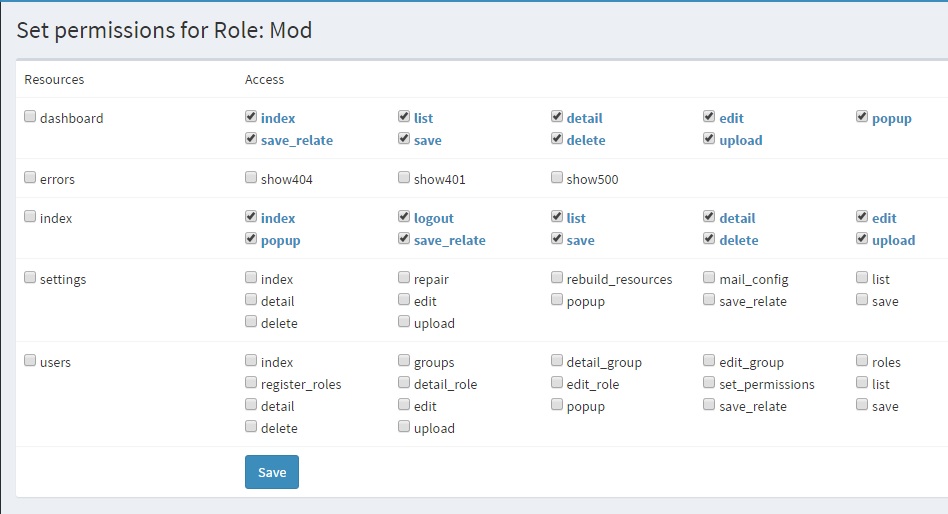 Set permissions for Role: Mod
Resources Access
dashboard index list detail edit popup
save_relate save delete upload
errors show404 show401 show500
index index logout list detail edit
popup save_relate save delete upload
settings index repair rebuild_resources mail_config list
detail edit popup save_relate save
delete upload
users index groups detail_group edit_group roles
register_roles detail_role edit_role set_permissions list
detail edit popup save_relate save
delete upload
Save